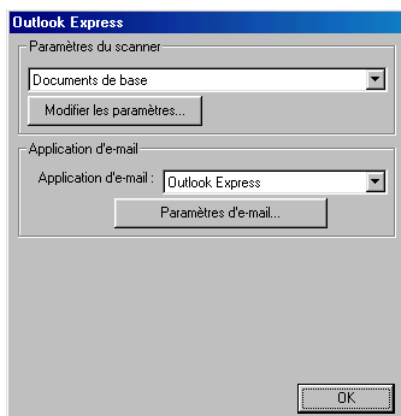 Outlook Express
Paramètres du scanner
Documents de base
Modifier les paramètres...
Application d'e-mail
Application d'e-mail : Outlook Express
Paramètres d'e-mail...
OK